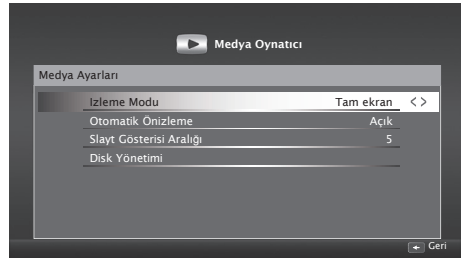 Medya Oynatıcı
Medya Ayarları
Izleme Modu Tam ekran < >
Otomatik Önizleme Açık
Slayt Gösterisi Aralığı 5
Disk Yönetimi
Geri